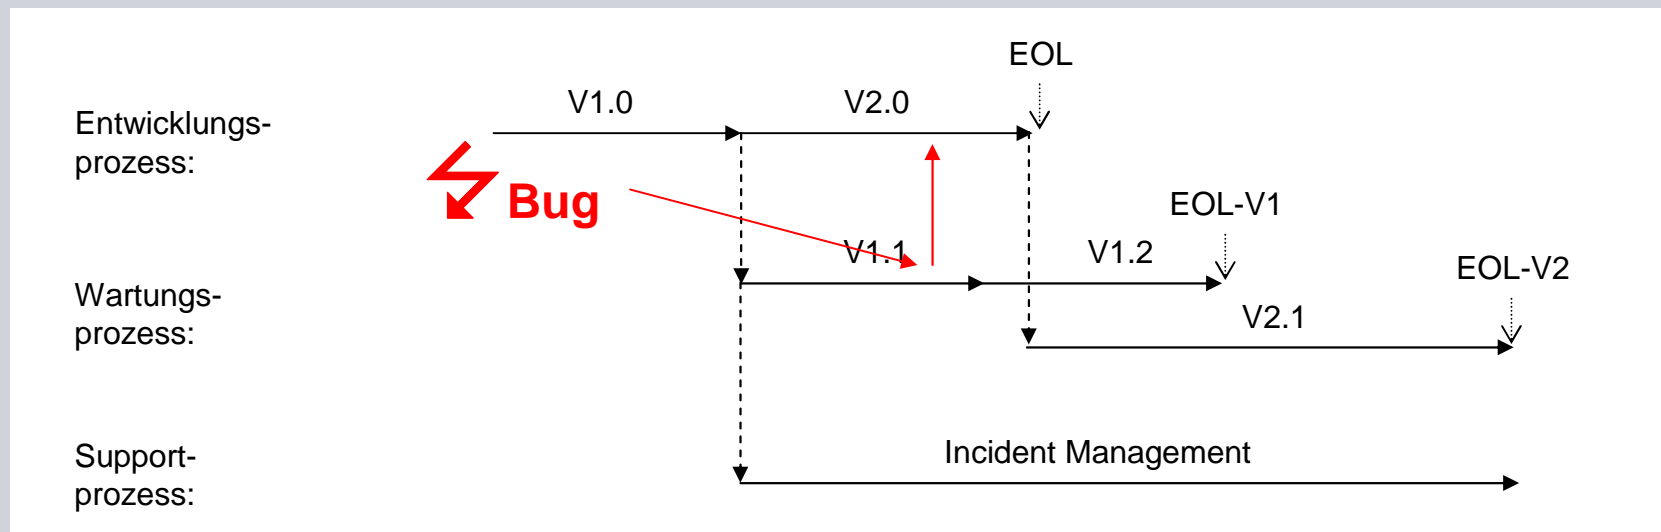 EOL
V1.0
V2.0
Entwicklungs-
prozess:
Bug
EOL-V1
V1.1
V1.2
EOL-V2
Wartungs-
prozess:
V2.1
Support-
prozess:
Incident Management